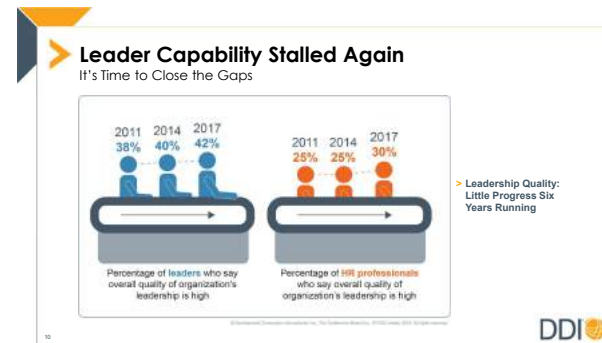 Leader Capability Stalled Again
It's Time to Close the Gaps
2011 2014 2017
38% 40% 42%
2011 2014 2017
25% 25% 30%
Percentage of leaders who say
overall quality of organization's
leadership is high
Percentage of HR professionals
who say overall quality of
organization's leadership is high
> Leadership Quality:
Little Progress Six
Years Running
10
DDI